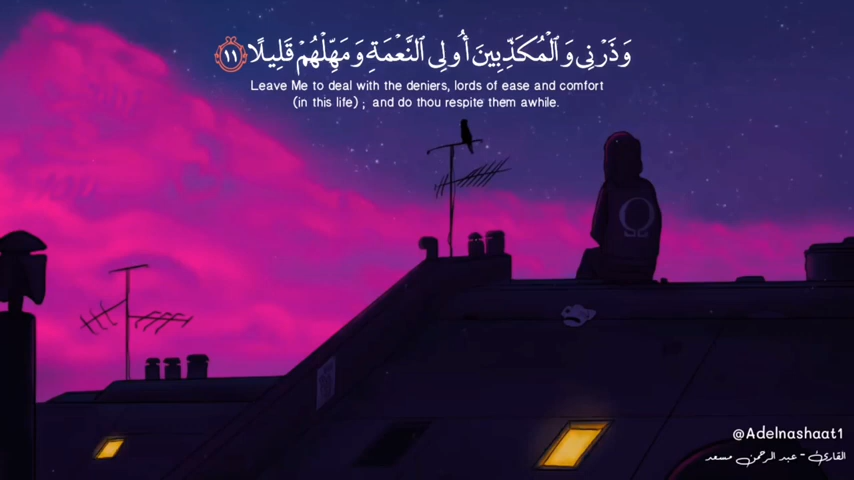 وَذَرْنِى وَٱلْمُكَذِّبِينَ أُو۟لِى ٱلنَّعْمَةِ وَمَهِّلْهُمْ قَلِيلًا ١١
Leave Me to deal with the deniers, lords of ease and comfort
(in this life) ; and do thou respite them awhile.
Ω
@Adelnashaat1
القارئ - عبد الرحمن مسعد